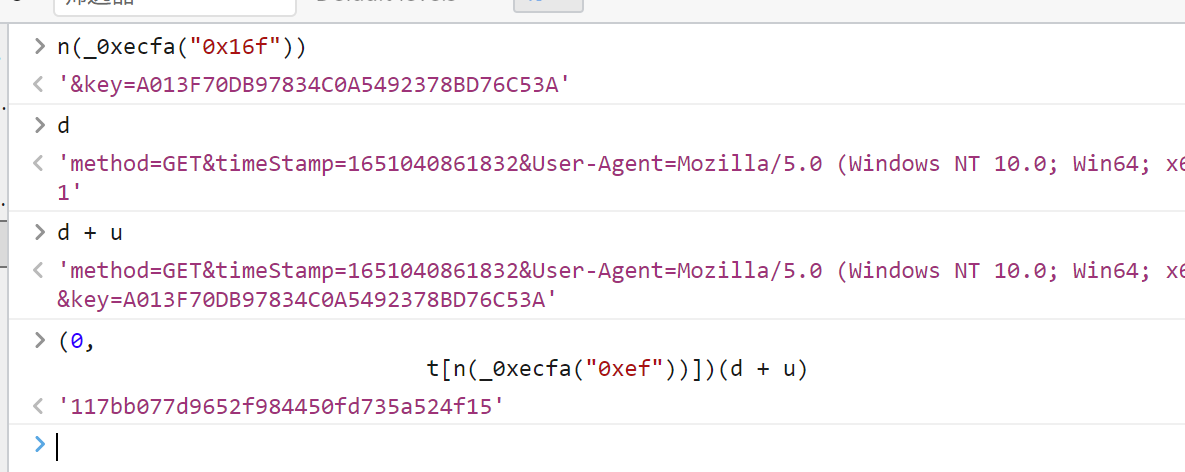 n(_0xecfa("0x16f"))
'&key=A013F70DB97834C0A5492378BD76C53A'
d
'method=GET&timeStamp=1651040861832&User-Agent=Mozilla/5.0 (Windows NT 10.0; Win64; x6
1'
d + u
'method=GET&timeStamp=1651040861832&User-Agent=Mozilla/5.0 (Windows NT 10.0; Win64; x6
&key=A013F70DB97834C0A5492378BD76C53A'
(0,
t[n(_0xecfa("0xef"))])(d + u)
'117bb077d9652f984450fd735a524f15'